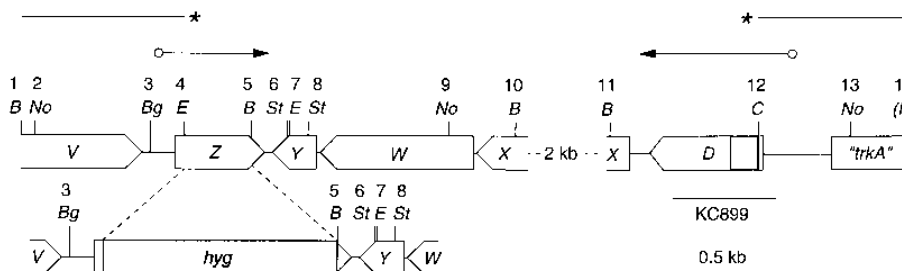 * *
1 2 3 4 5 6 7 8 9 10 11 12 13 1
B No Bg E B St E St No B B C No (
V Z Y W X 2 kb X D "trkA"
3 5 6 7 8 KC899
Bg B St E St
V hyg Y W 0.5 kb